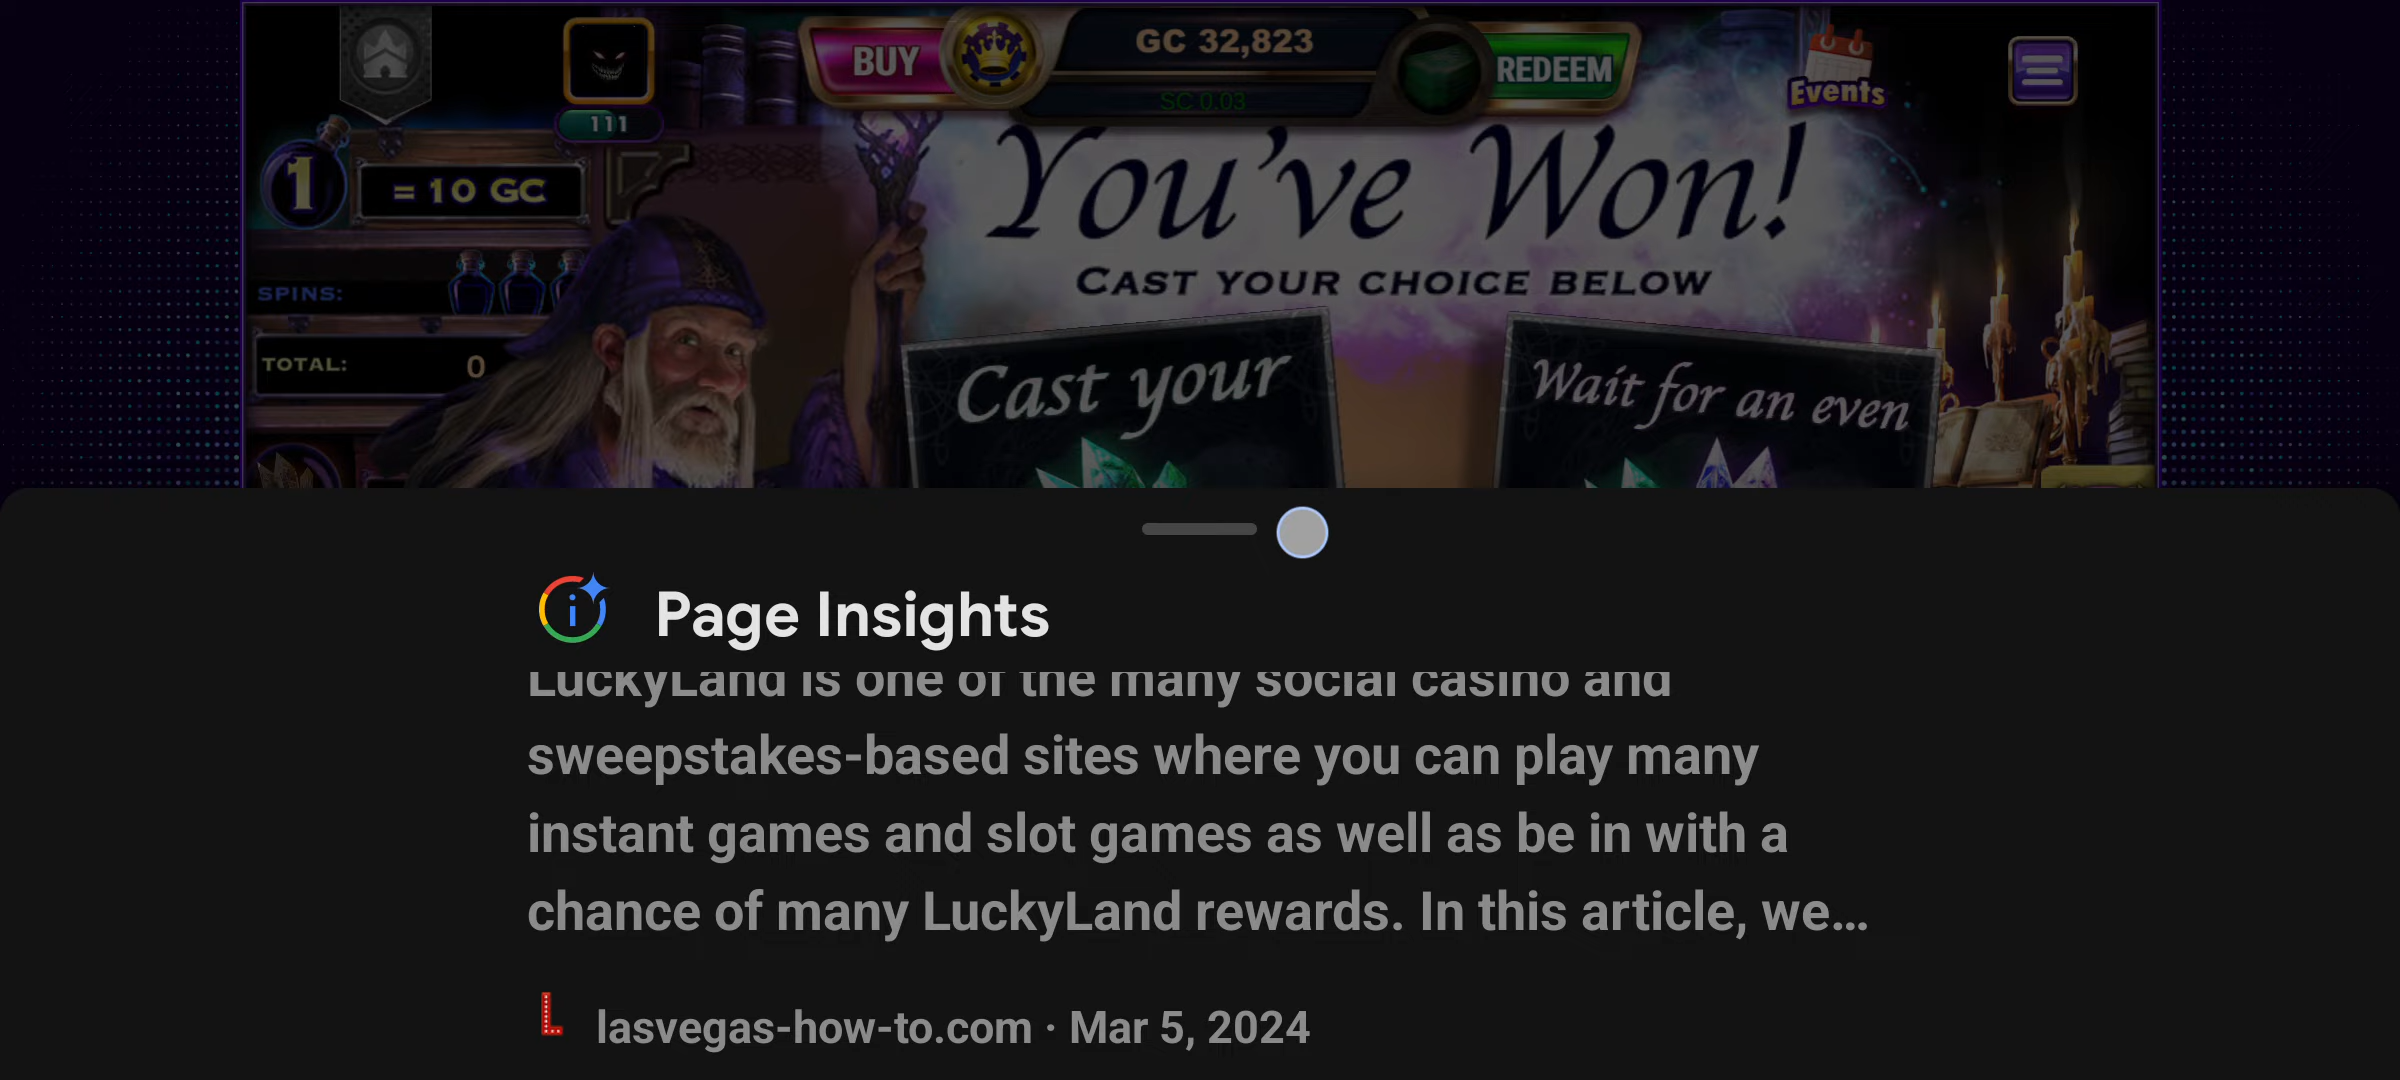 BUY
GC 32,823
REDEEM
Events
SC 0.03
111
1 = 10 GC
You've Won!
CAST YOUR CHOICE BELOW
SPINS:
TOTAL: 0
Cast your
Wait for an even
Page Insights
LuckyLand is one of the many social casino and
sweepstakes-based sites where you can play many
instant games and slot games as well as be in with a
chance of many LuckyLand rewards. In this article, we...
L lasvegas-how-to.com · Mar 5, 2024